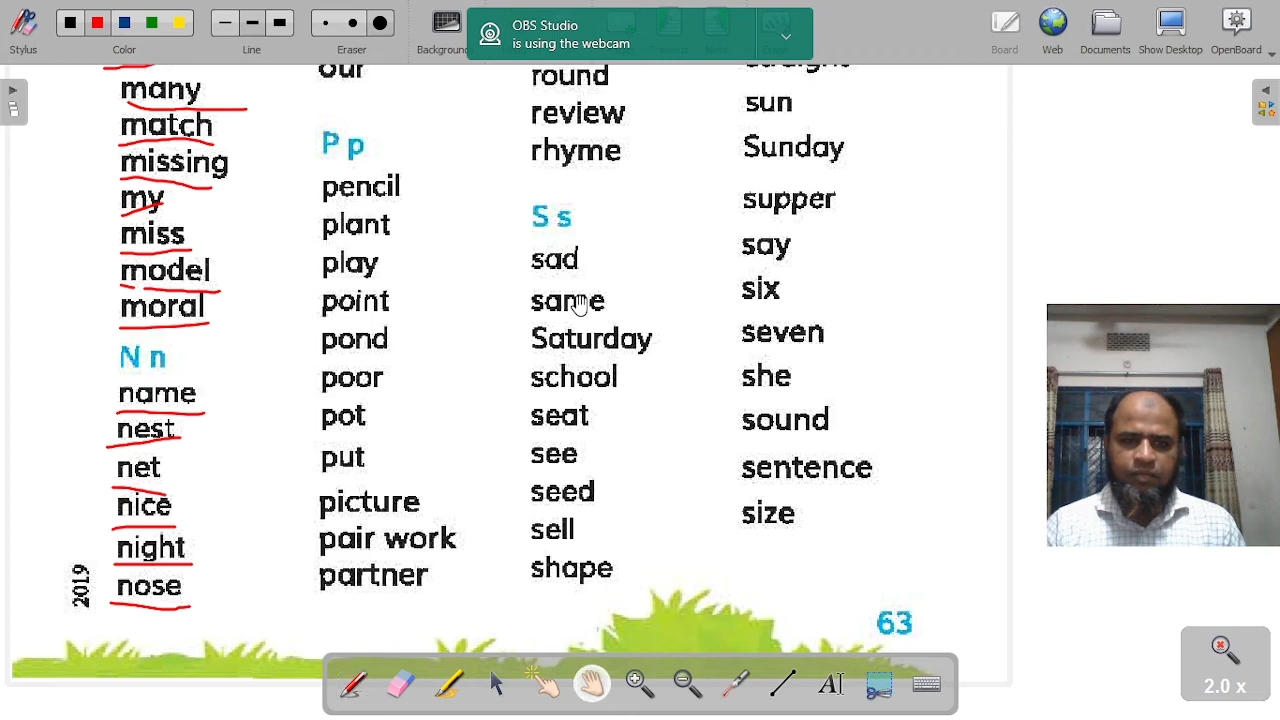 Stylus
Color
Line
Eraser
Background
OBS Studio
is using the webcam
Board
Web
Documents
Show Desktop
OpenBoard
many
match
missing
my
miss
model
moral
N n
name
nest
net
nice
night
nose
2019
our
P p
pencil
plant
play
point
pond
poor
pot
put
picture
pair work
partner
round
review
rhyme
S s
sad
same
Saturday
school
seat
see
seed
sell
shape
straight
sun
Sunday
supper
say
six
seven
she
sound
sentence
size
63
2.0 x